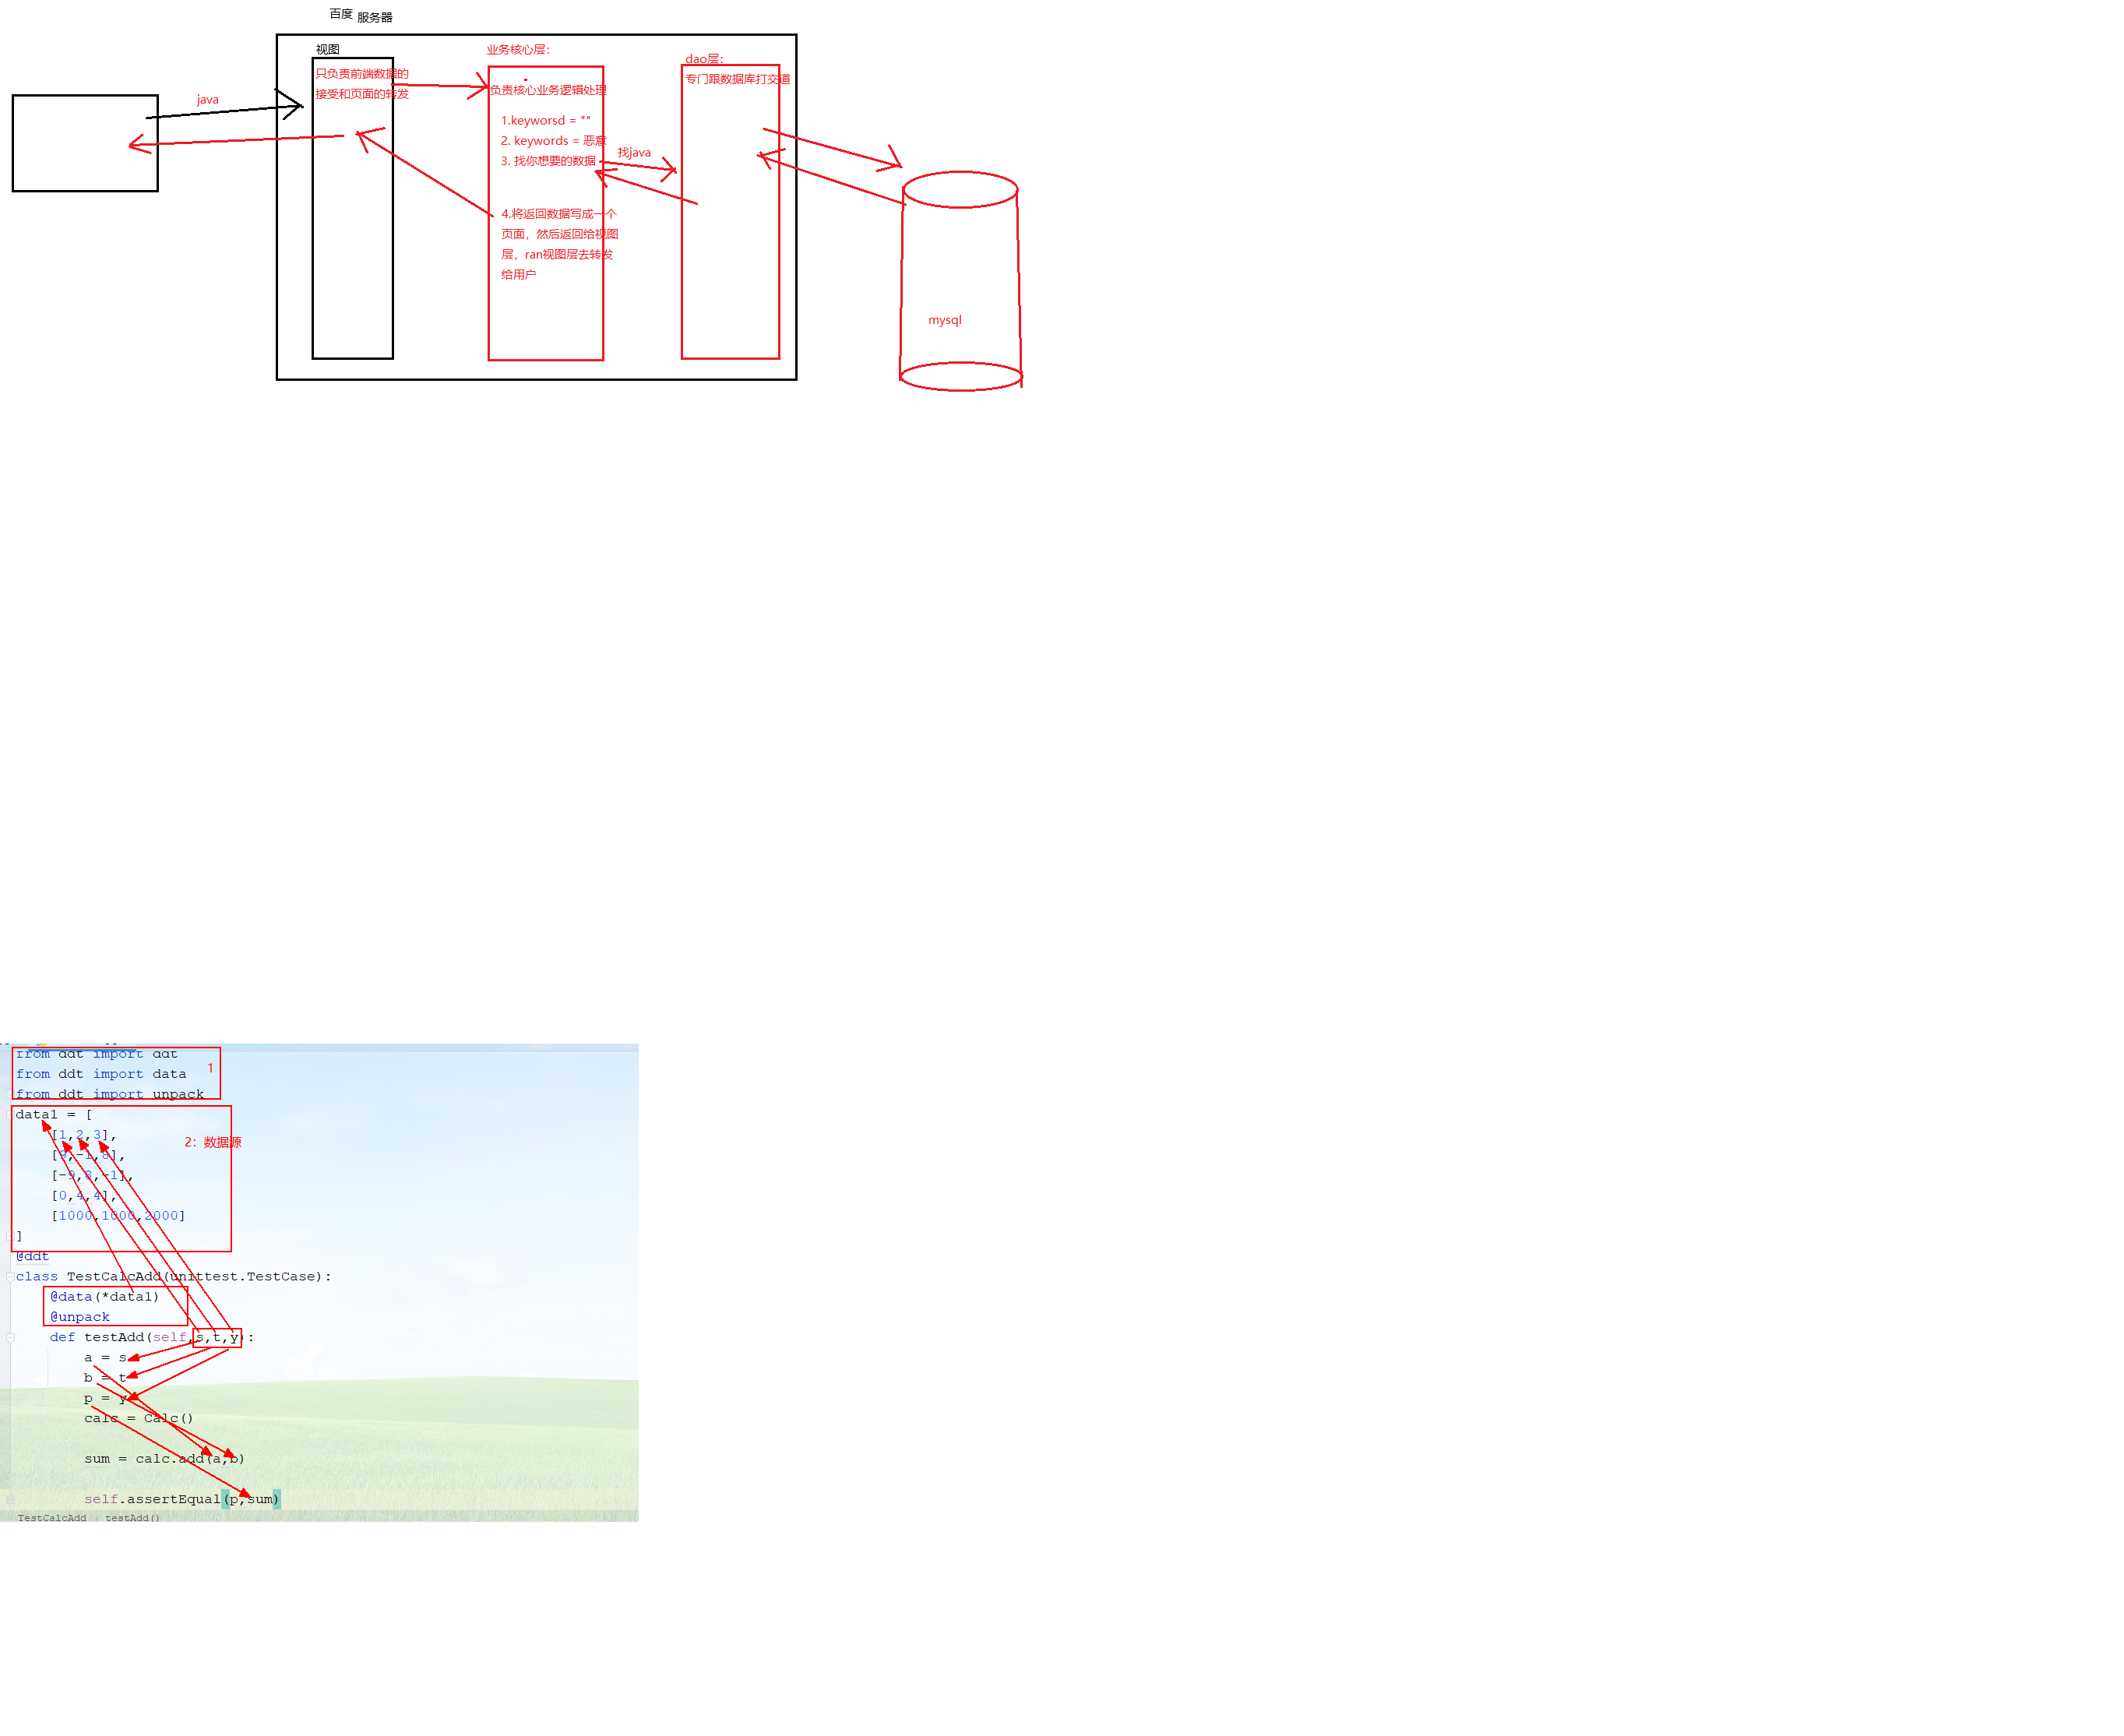 百度 服务器
视图
只负责前端数据的
接受和页面的转发
java
业务核心层:
负责核心业务逻辑处理
1.keyworsd = ""
2. keywords = 恶意
3. 找你想要的数据
找java
4.将返回数据写成一个
页面，然后返回给视图
层，ran视图层去转发
给用户
dao层:
专门跟数据库打交道
mysql
from ddt import ddt
from ddt import data
from ddt import unpack
1
data1 = [
[1,2,3],
[9,-1,8],
[-9,8,-1],
[0,4,4],
[1000,1000,2000]
]
2: 数据源
@ddt
class TestCalcAdd(unittest.TestCase):
@data(*data1)
@unpack
def testAdd(self,s,t,y):
a = s
b = t
p = y
calc = Calc()
sum = calc.add(a,b)
self.assertEqual(p,sum)
TestCalcAdd › testAdd()